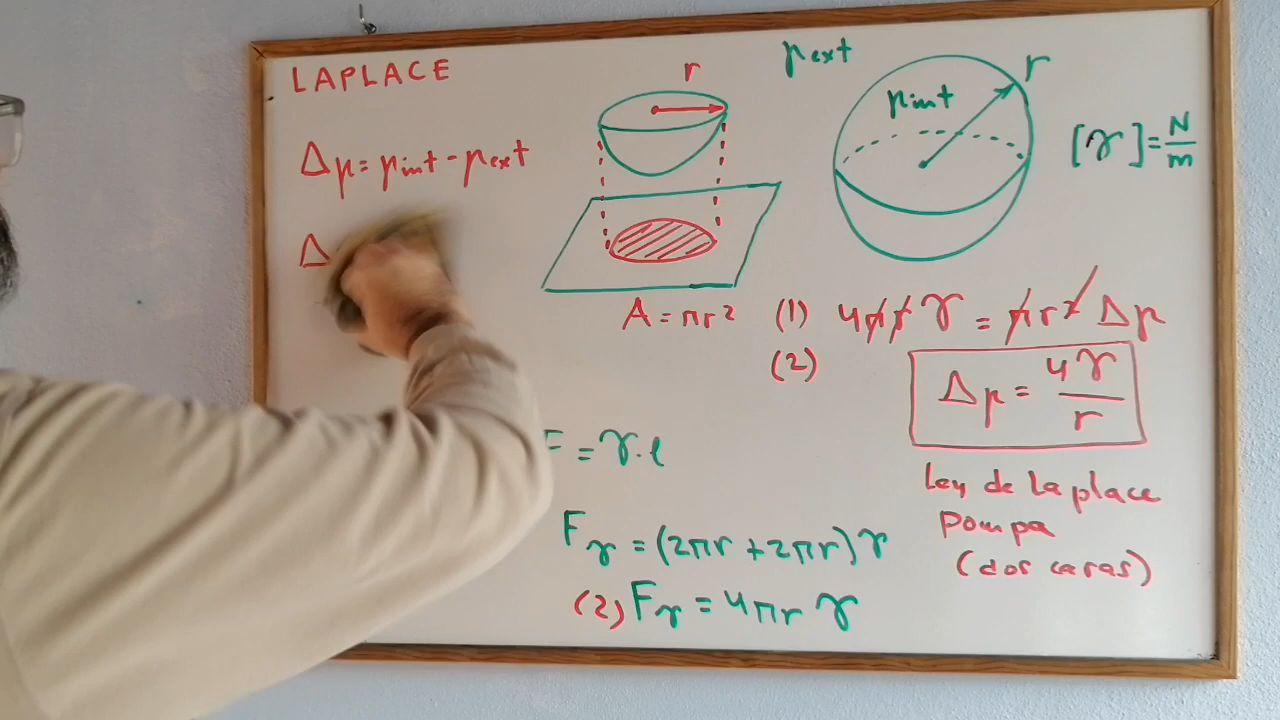 LAPLACE
Δp = pint - pext
Δ
r
A = πr²
pext
r
pint
[γ] = N/m
(1) 4πrγ = πr² Δp
(2)
Δp = 4γ/r
Ley de Laplace
Pompa
(dos caras)
F = γ·l
Fγ = (2πr + 2πr)γ
(2) Fγ = 4πr γ